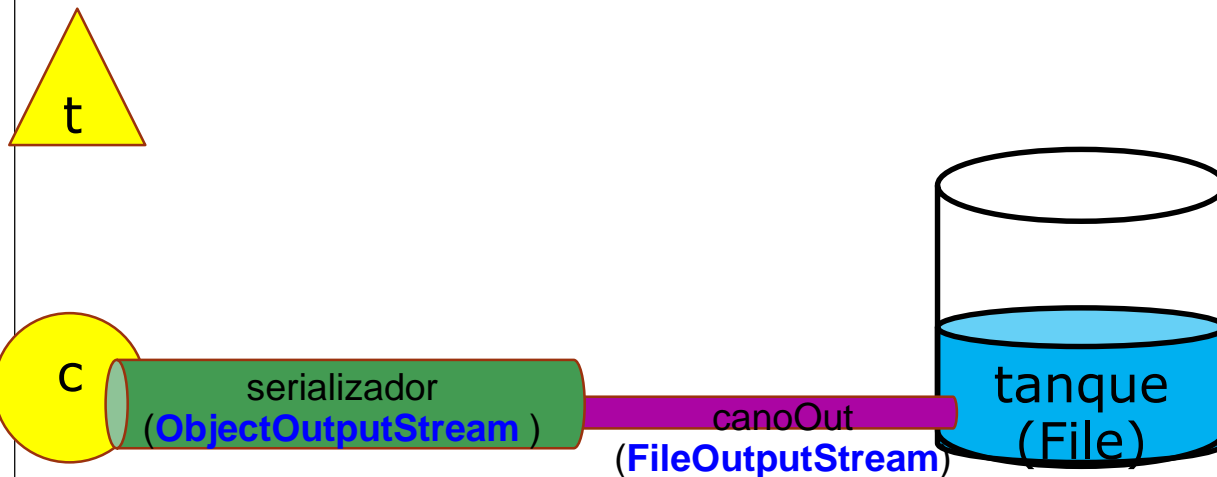 t
c
serializador
(ObjectOutputStream )
canoOut
(FileOutputStream)
tanque
(File)